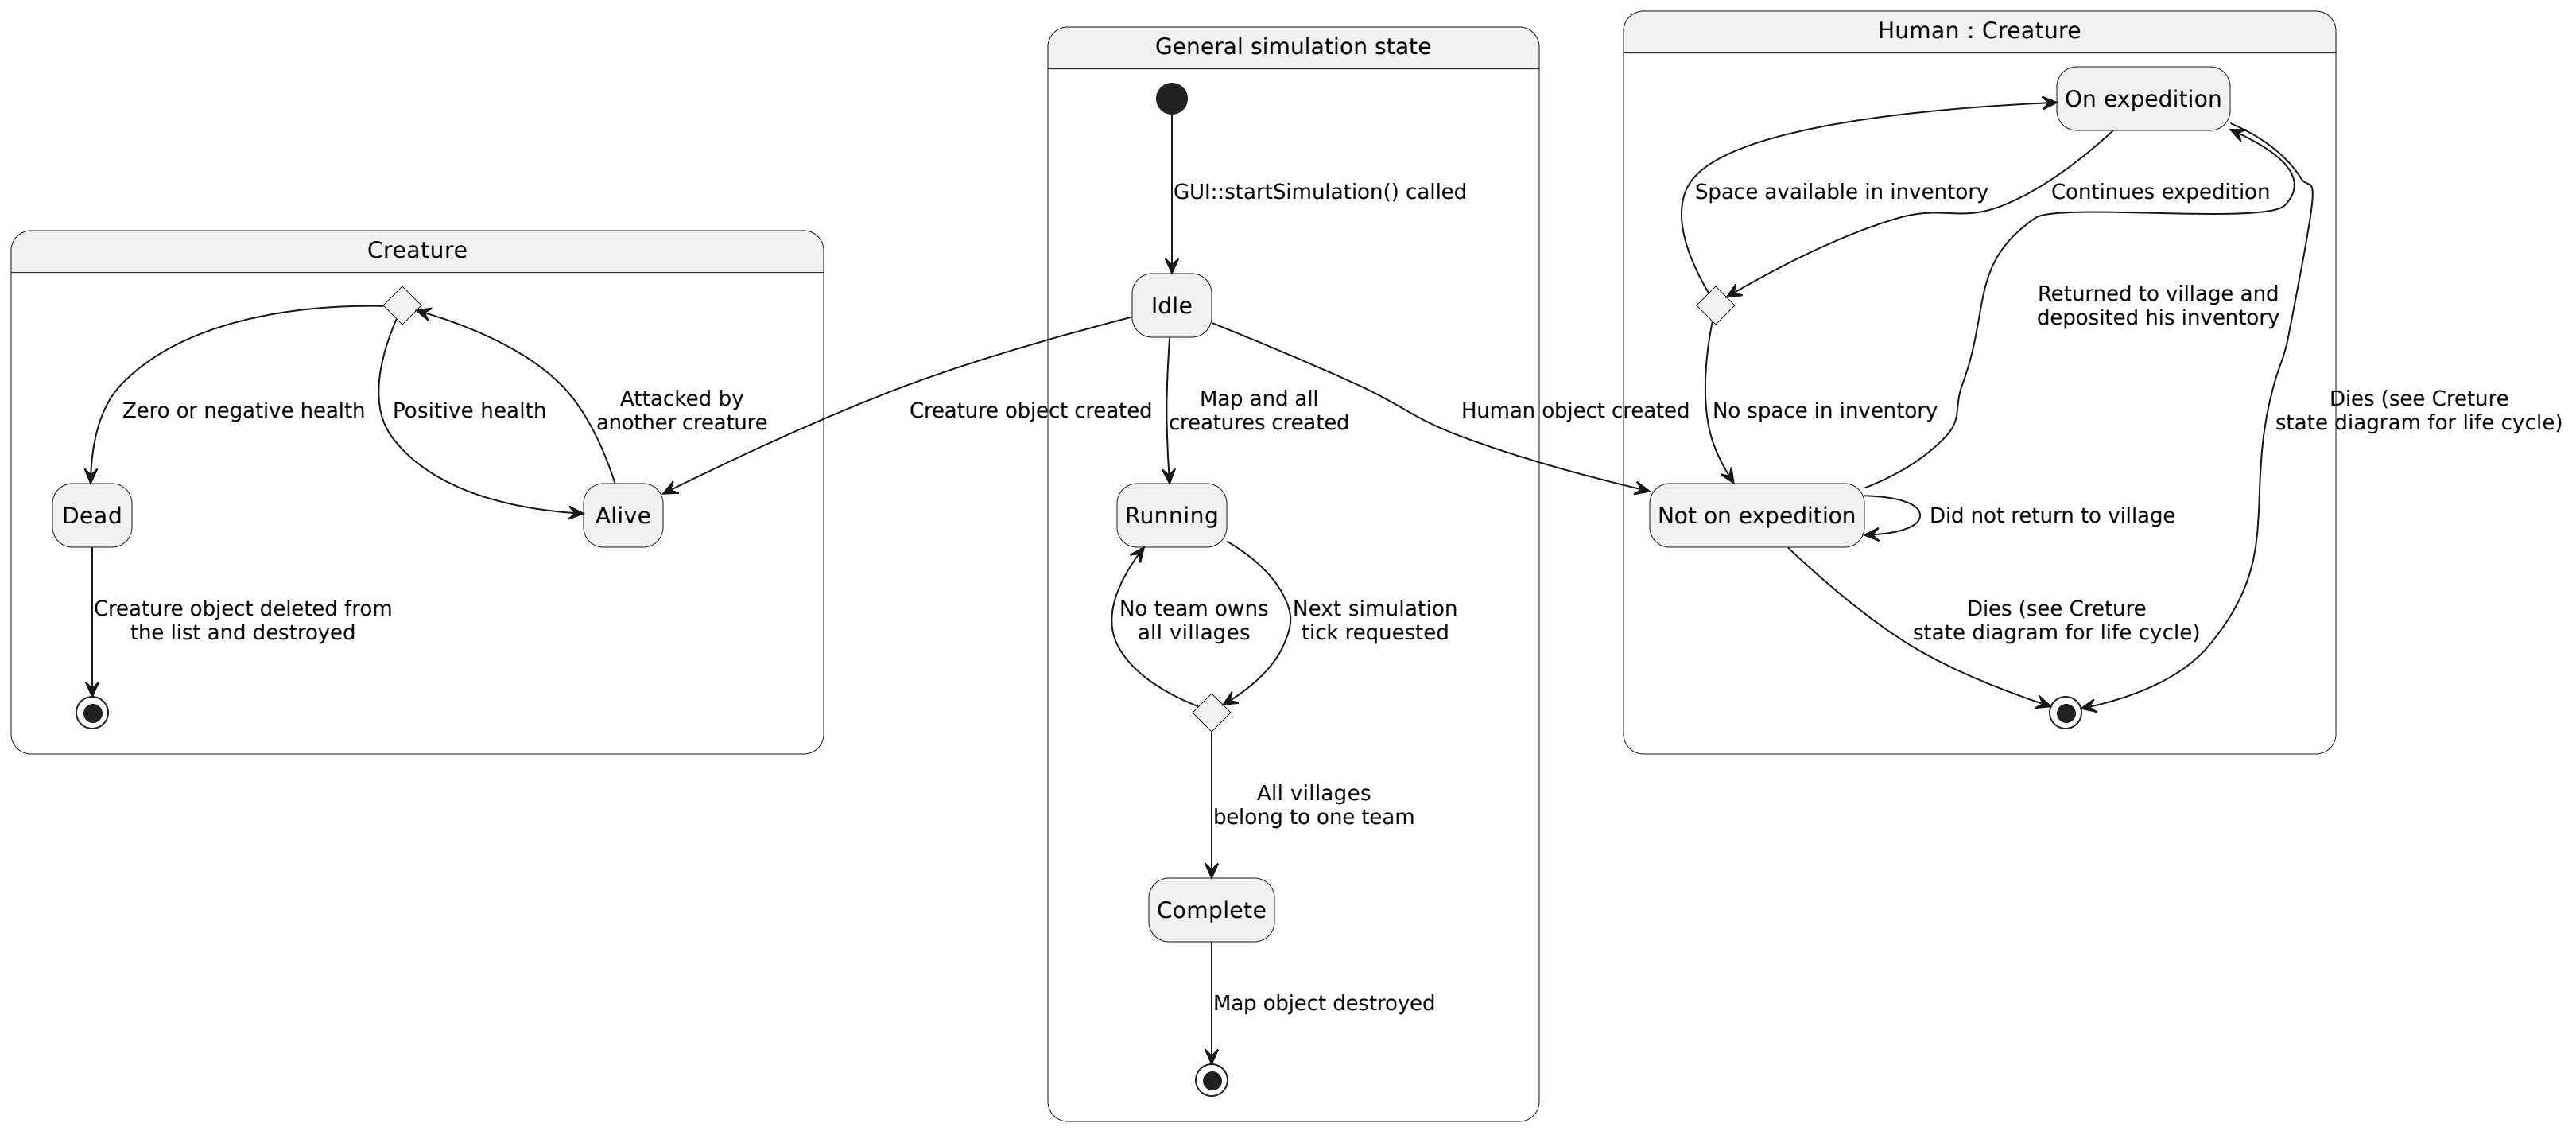 General simulation state
GUI::startSimulation() called
Idle
Map and all
creatures created
Creature object created
Human object created
Running
No team owns
all villages
Next simulation
tick requested
All villages
belong to one team
Complete
Map object destroyed
Creature
Zero or negative health
Positive health
Attacked by
another creature
Dead
Alive
Creature object deleted from
the list and destroyed
Human : Creature
On expedition
Space available in inventory
Continues expedition
Returned to village and
deposited his inventory
No space in inventory
Dies (see Creture
state diagram for life cycle)
Not on expedition
Did not return to village
Dies (see Creture
state diagram for life cycle)